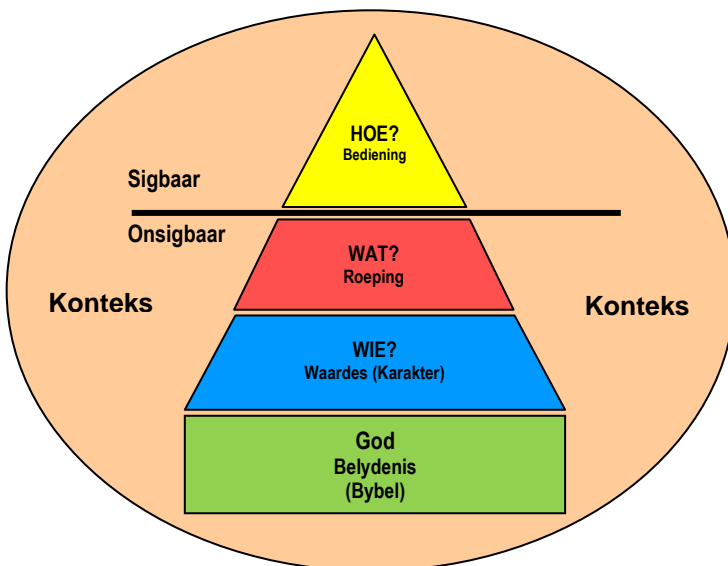 HOE?
Bediening
Sigbaar
Onsigbaar
WAT?
Roeping
Konteks
Konteks
WIE?
Waardes (Karakter)
God
Belydenis
(Bybel)